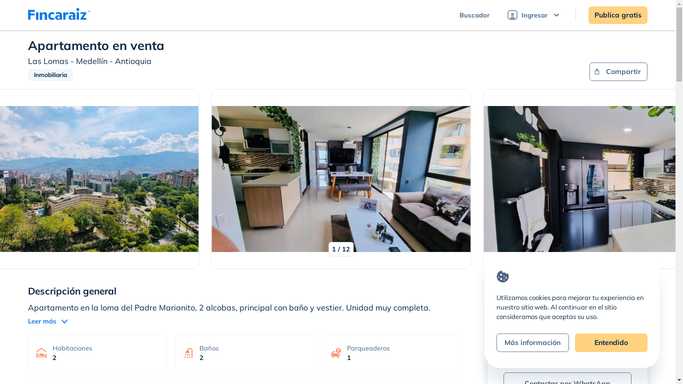 Fincaraiz
Buscador
Ingresar
Publica gratis
Apartamento en venta
Las Lomas - Medellín - Antioquia
Inmobiliaria
Compartir
1 / 12
Descripción general
Apartamento en la loma del Padre Marianito, 2 alcobas, principal con baño y vestier. Unidad muy completa.
Leer más
Habitaciones
2
Baños
2
Parqueaderos
1
Utilizamos cookies para mejorar tu experiencia en
nuestro sitio web. Al continuar en el sitio
consideramos que aceptas su uso.
Más información
Entendido
Contactar por WhatsApp